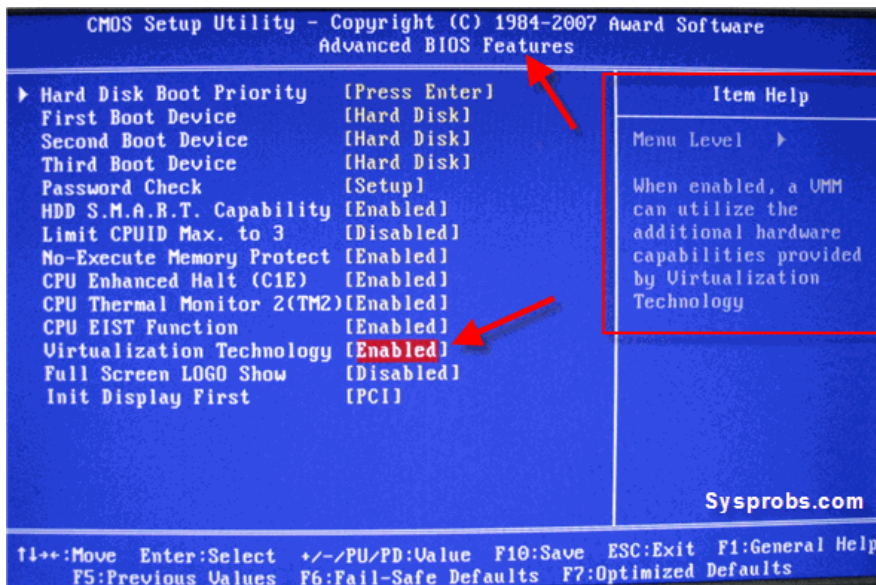 CMOS Setup Utility - Copyright (C) 1984-2007 Award Software
Advanced BIOS Features
Hard Disk Boot Priority [Press Enter]
First Boot Device [Hard Disk]
Second Boot Device [Hard Disk]
Third Boot Device [Hard Disk]
Password Check [Setup]
HDD S.M.A.R.T. Capability [Enabled]
Limit CPUID Max. to 3 [Disabled]
No-Execute Memory Protect [Enabled]
CPU Enhanced Halt (C1E) [Enabled]
CPU Thermal Monitor 2(TM2)[Enabled]
CPU EIST Function [Enabled]
Virtualization Technology [Enabled]
Full Screen LOGO Show [Disabled]
Init Display First [PCI]
Item Help
Menu Level
When enabled, a VMM
can utilize the
additional hardware
capabilities provided
by Virtualization
Technology
Sysprobs.com
↑↓→←:Move Enter:Select +/-/PU/PD:Value F10:Save ESC:Exit F1:General Help
F5:Previous Values F6:Fail-Safe Defaults F7:Optimized Defaults